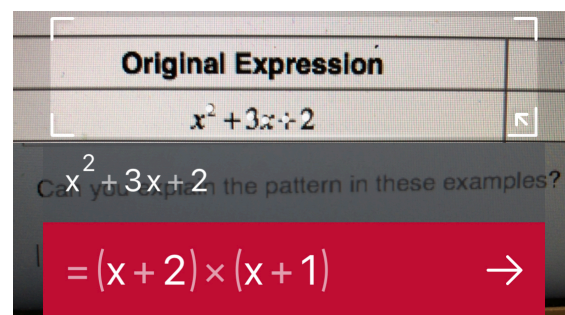 Original Expression
x² + 3x + 2
x² + 3x + 2
Can you explain the pattern in these examples?
= (x + 2) × (x + 1)